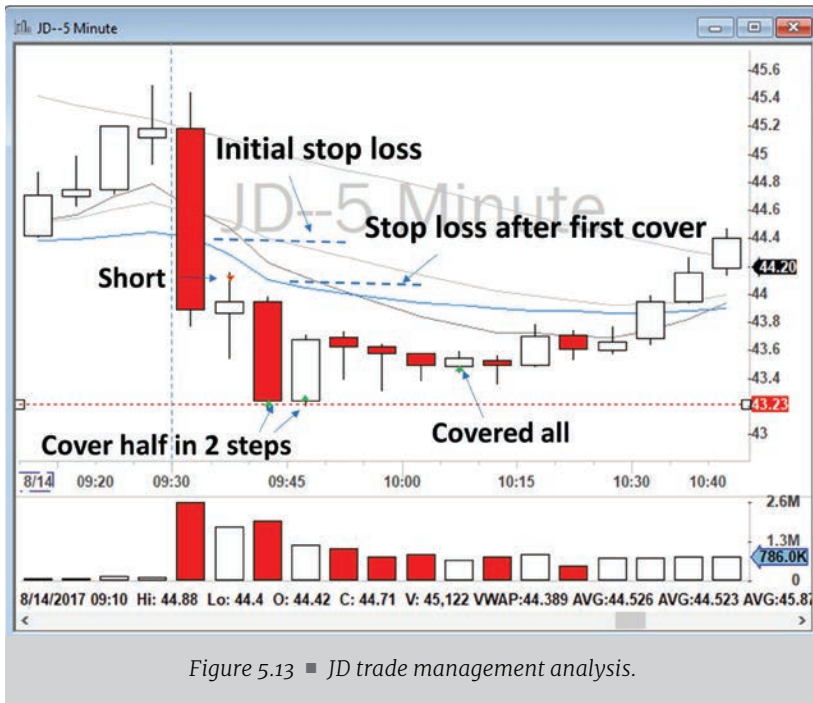 JD--5 Minute
45.6
45.4
45.2
45
44.8
44.6
44.4
44.20
44
43.8
43.6
43.4
43.23
43
JD--5 Minute
Initial stop loss
Stop loss after first cover
Short
Cover half in 2 steps
Covered all
8/14 09:20 09:30 09:45 10:00 10:15 10:30 10:40
2.6M
1.3M
786.0K
0
8/14/2017 09:10 Hi: 44.88 Lo: 44.4 O: 44.42 C: 44.71 V: 45,122 VWAP:44.389 AVG:44.526 AVG:44.523 AVG:45.87
Figure 5.13 ■ JD trade management analysis.